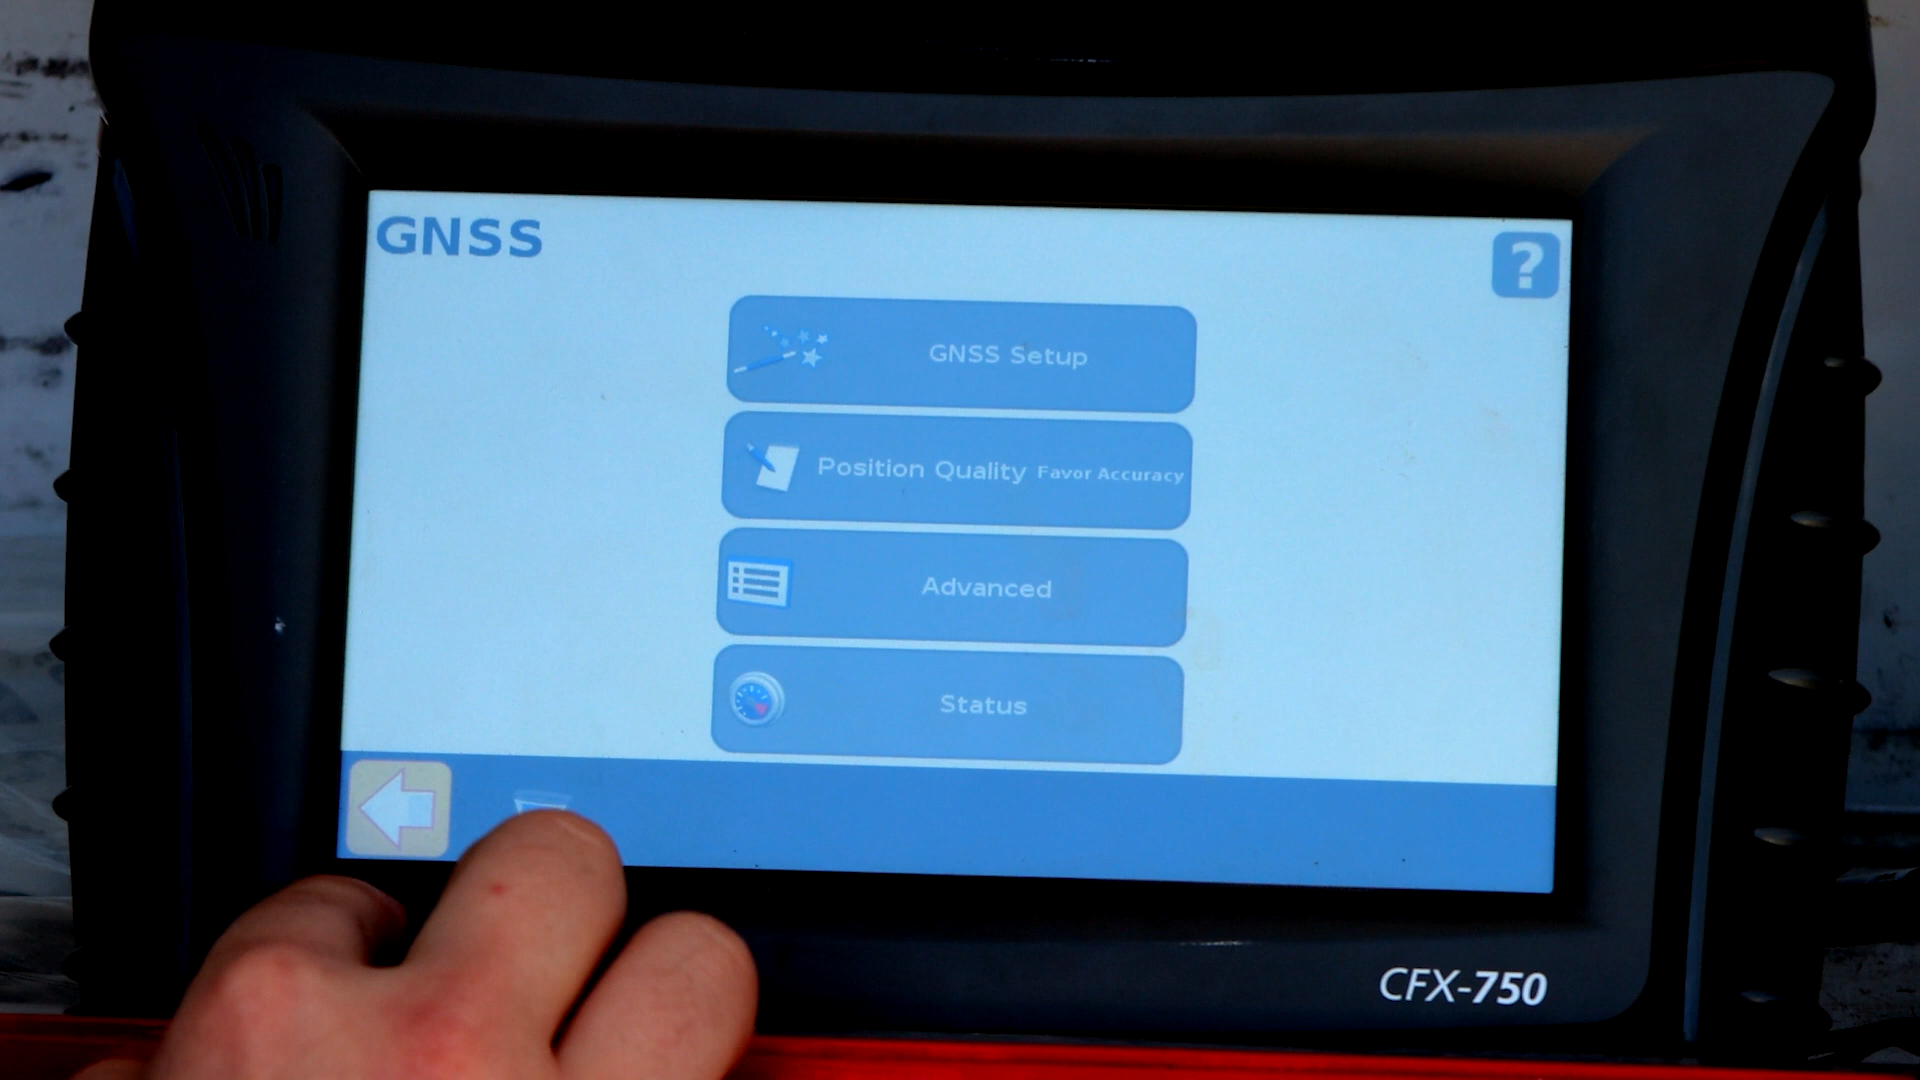 GNSS
?
GNSS Setup
Position Quality Favor Accuracy
Advanced
Status
CFX-750